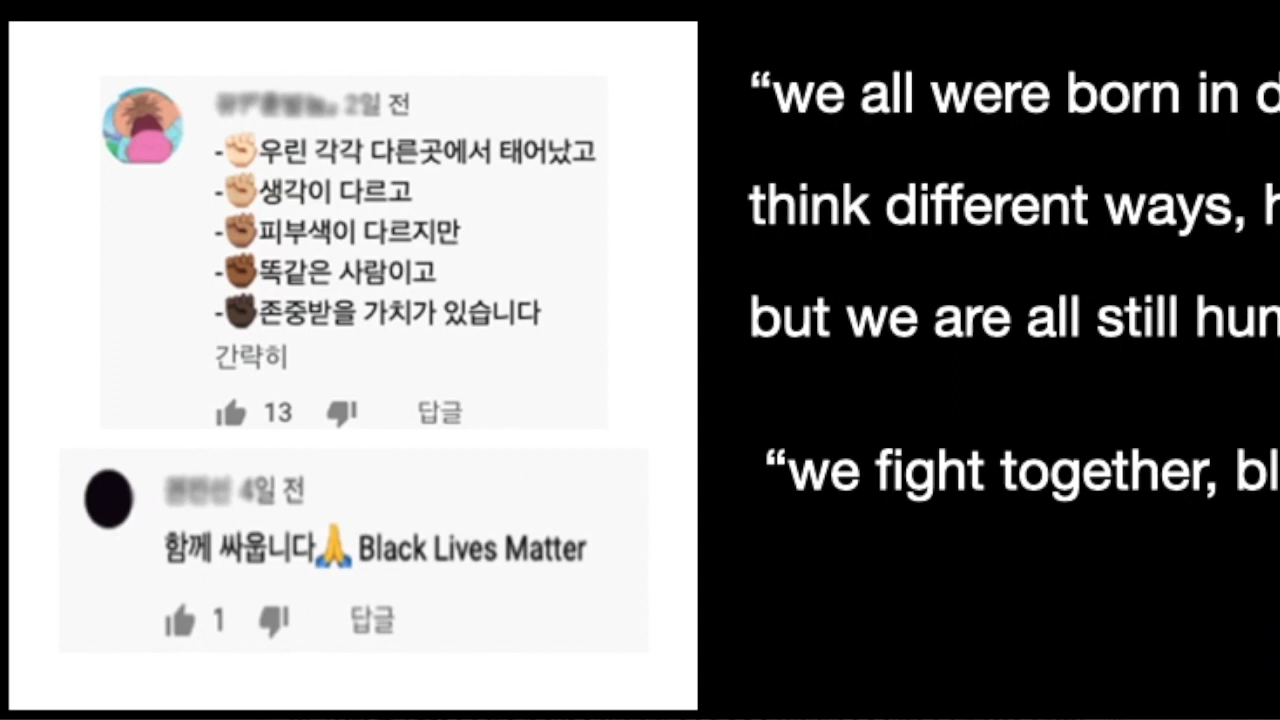 2일 전
-✊🏻우린 각각 다른곳에서 태어났고
-✊🏼생각이 다르고
-✊🏽피부색이 다르지만
-✊🏾똑같은 사람이고
-✊🏿존중받을 가치가 있습니다
간략히
13 답글
4일 전
함께 싸웁니다🙏 Black Lives Matter
1 답글
“we all were born in d
think different ways, h
but we are all still hum
“we fight together, bl